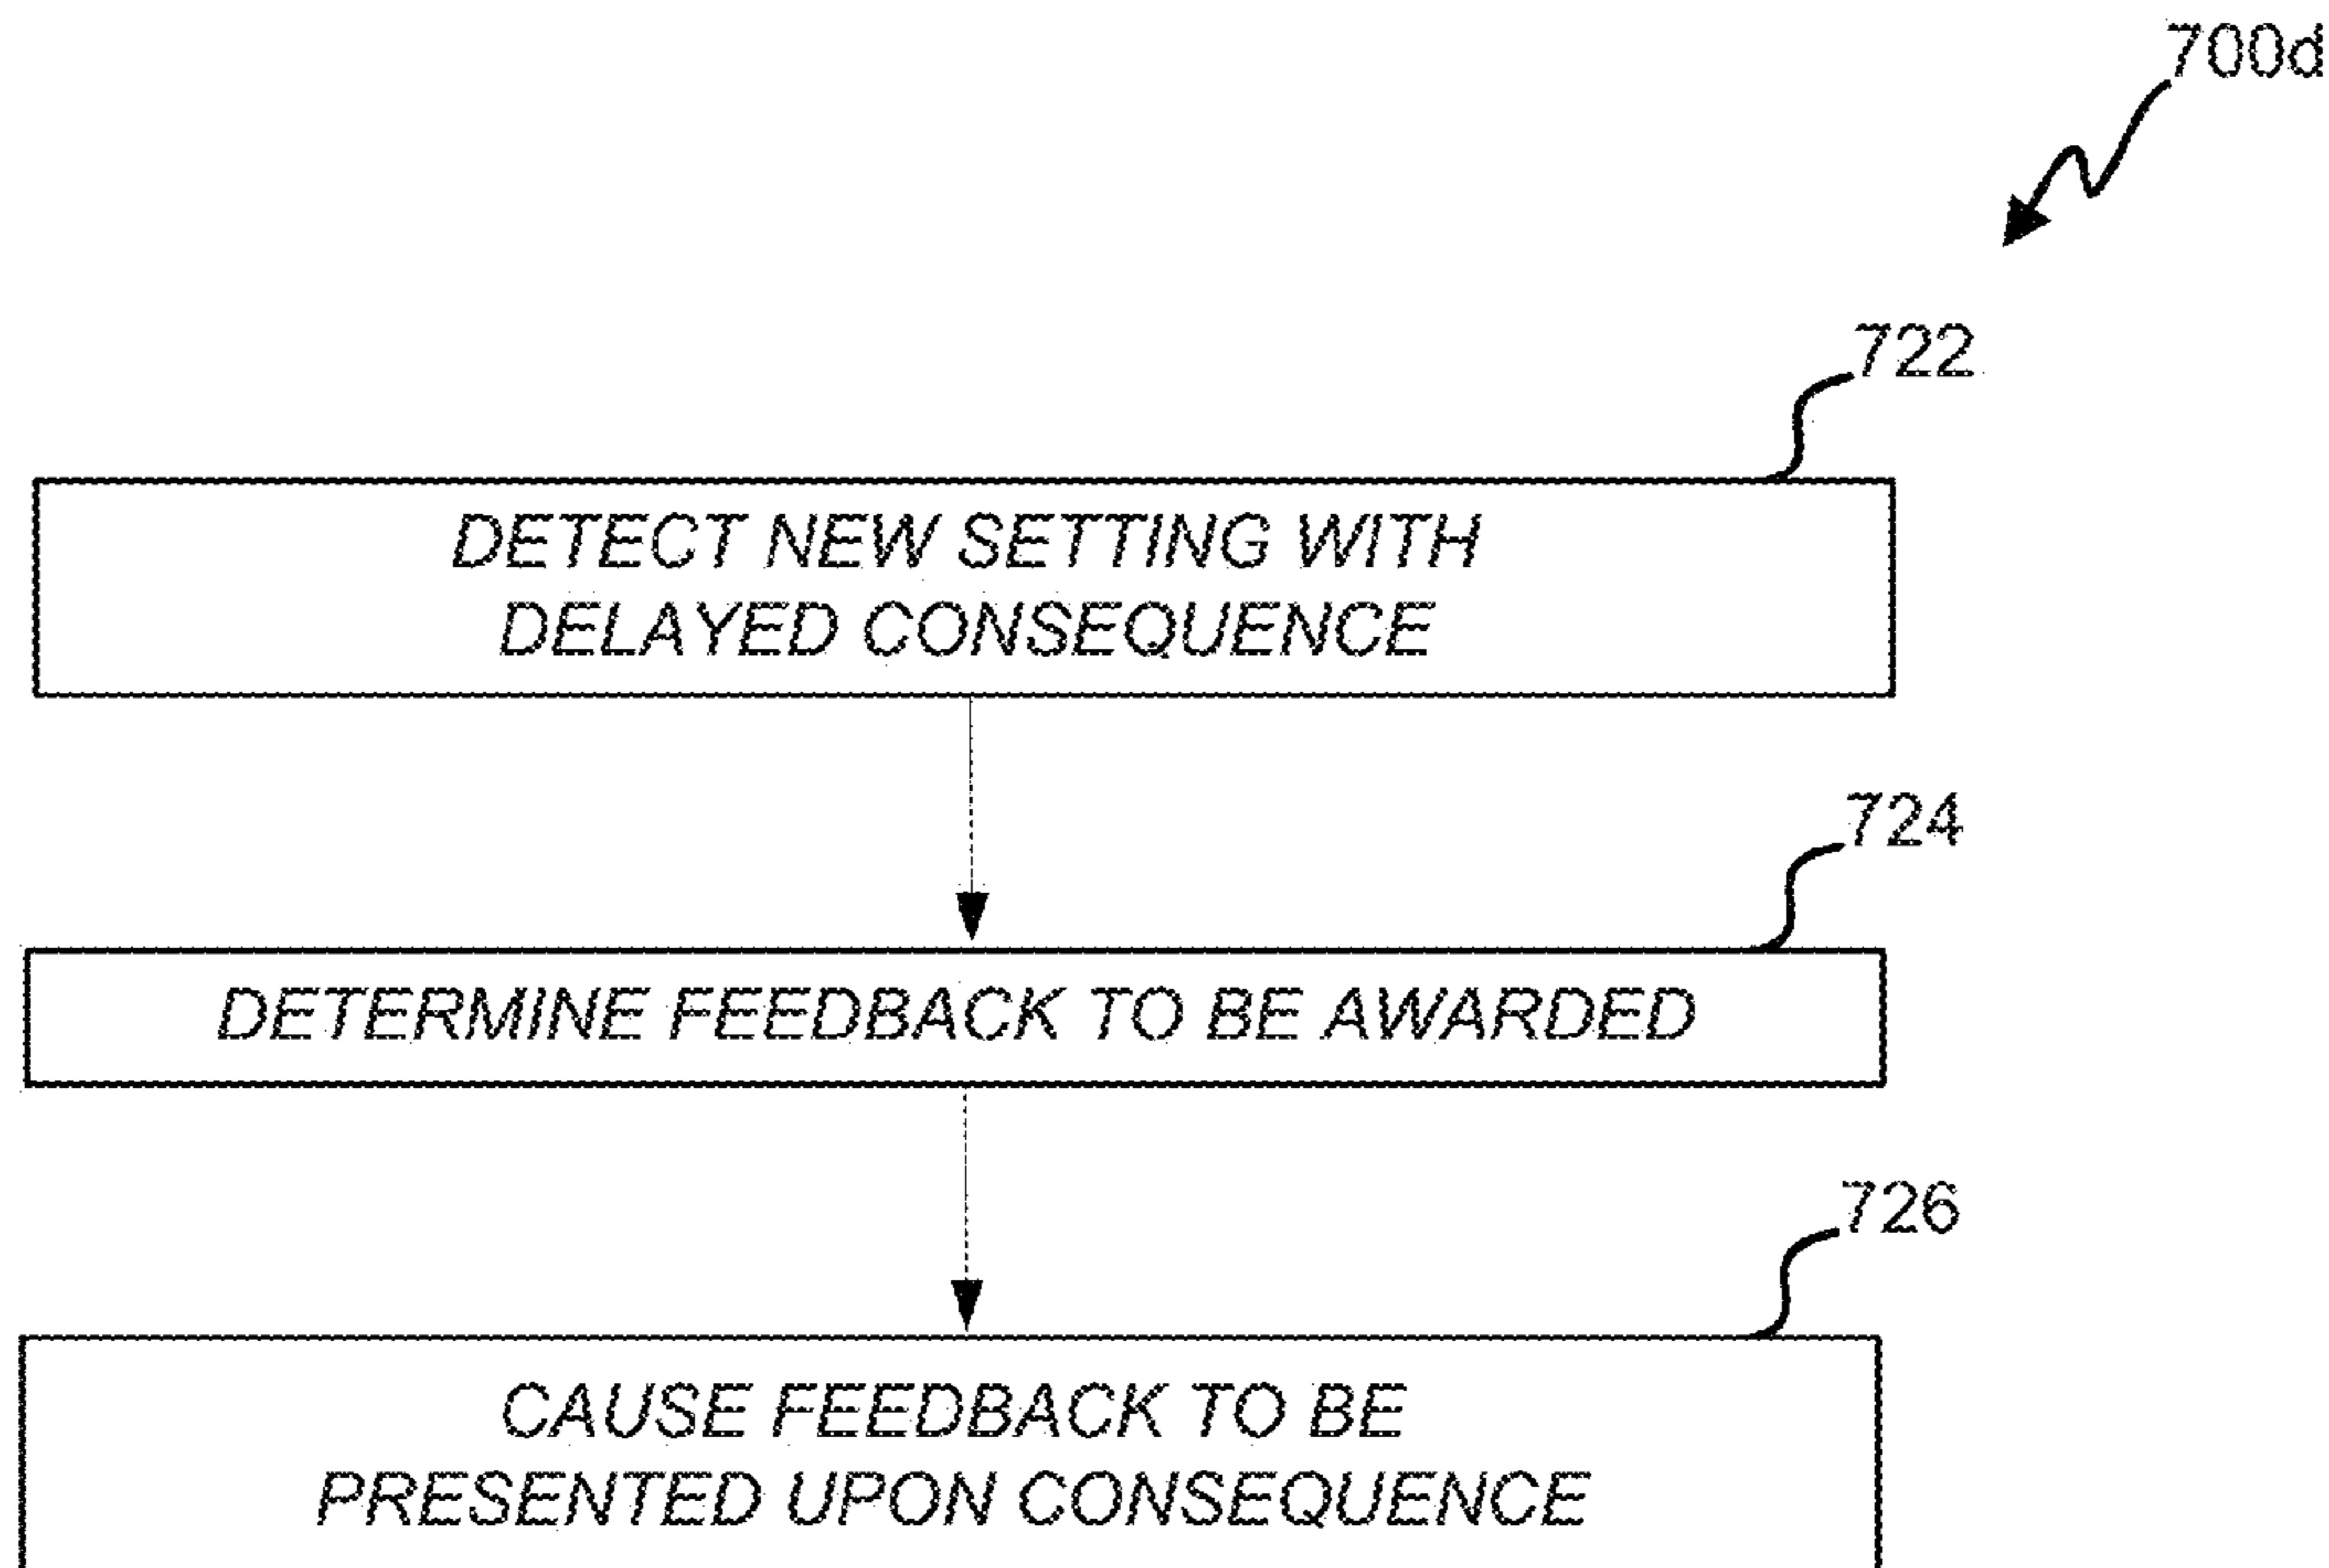 700d
722
DETECT NEW SETTING WITH
DELAYED CONSEQUENCE
724
DETERMINE FEEDBACK TO BE AWARDED
726
CAUSE FEEDBACK TO BE
PRESENTED UPON CONSEQUENCE